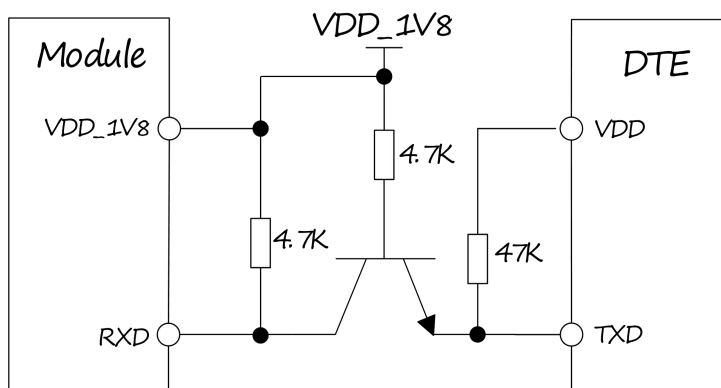 VDD_1V8
Module
DTE
VDD_1V8
VDD
4.7K
4.7K
47K
RXD
TXD